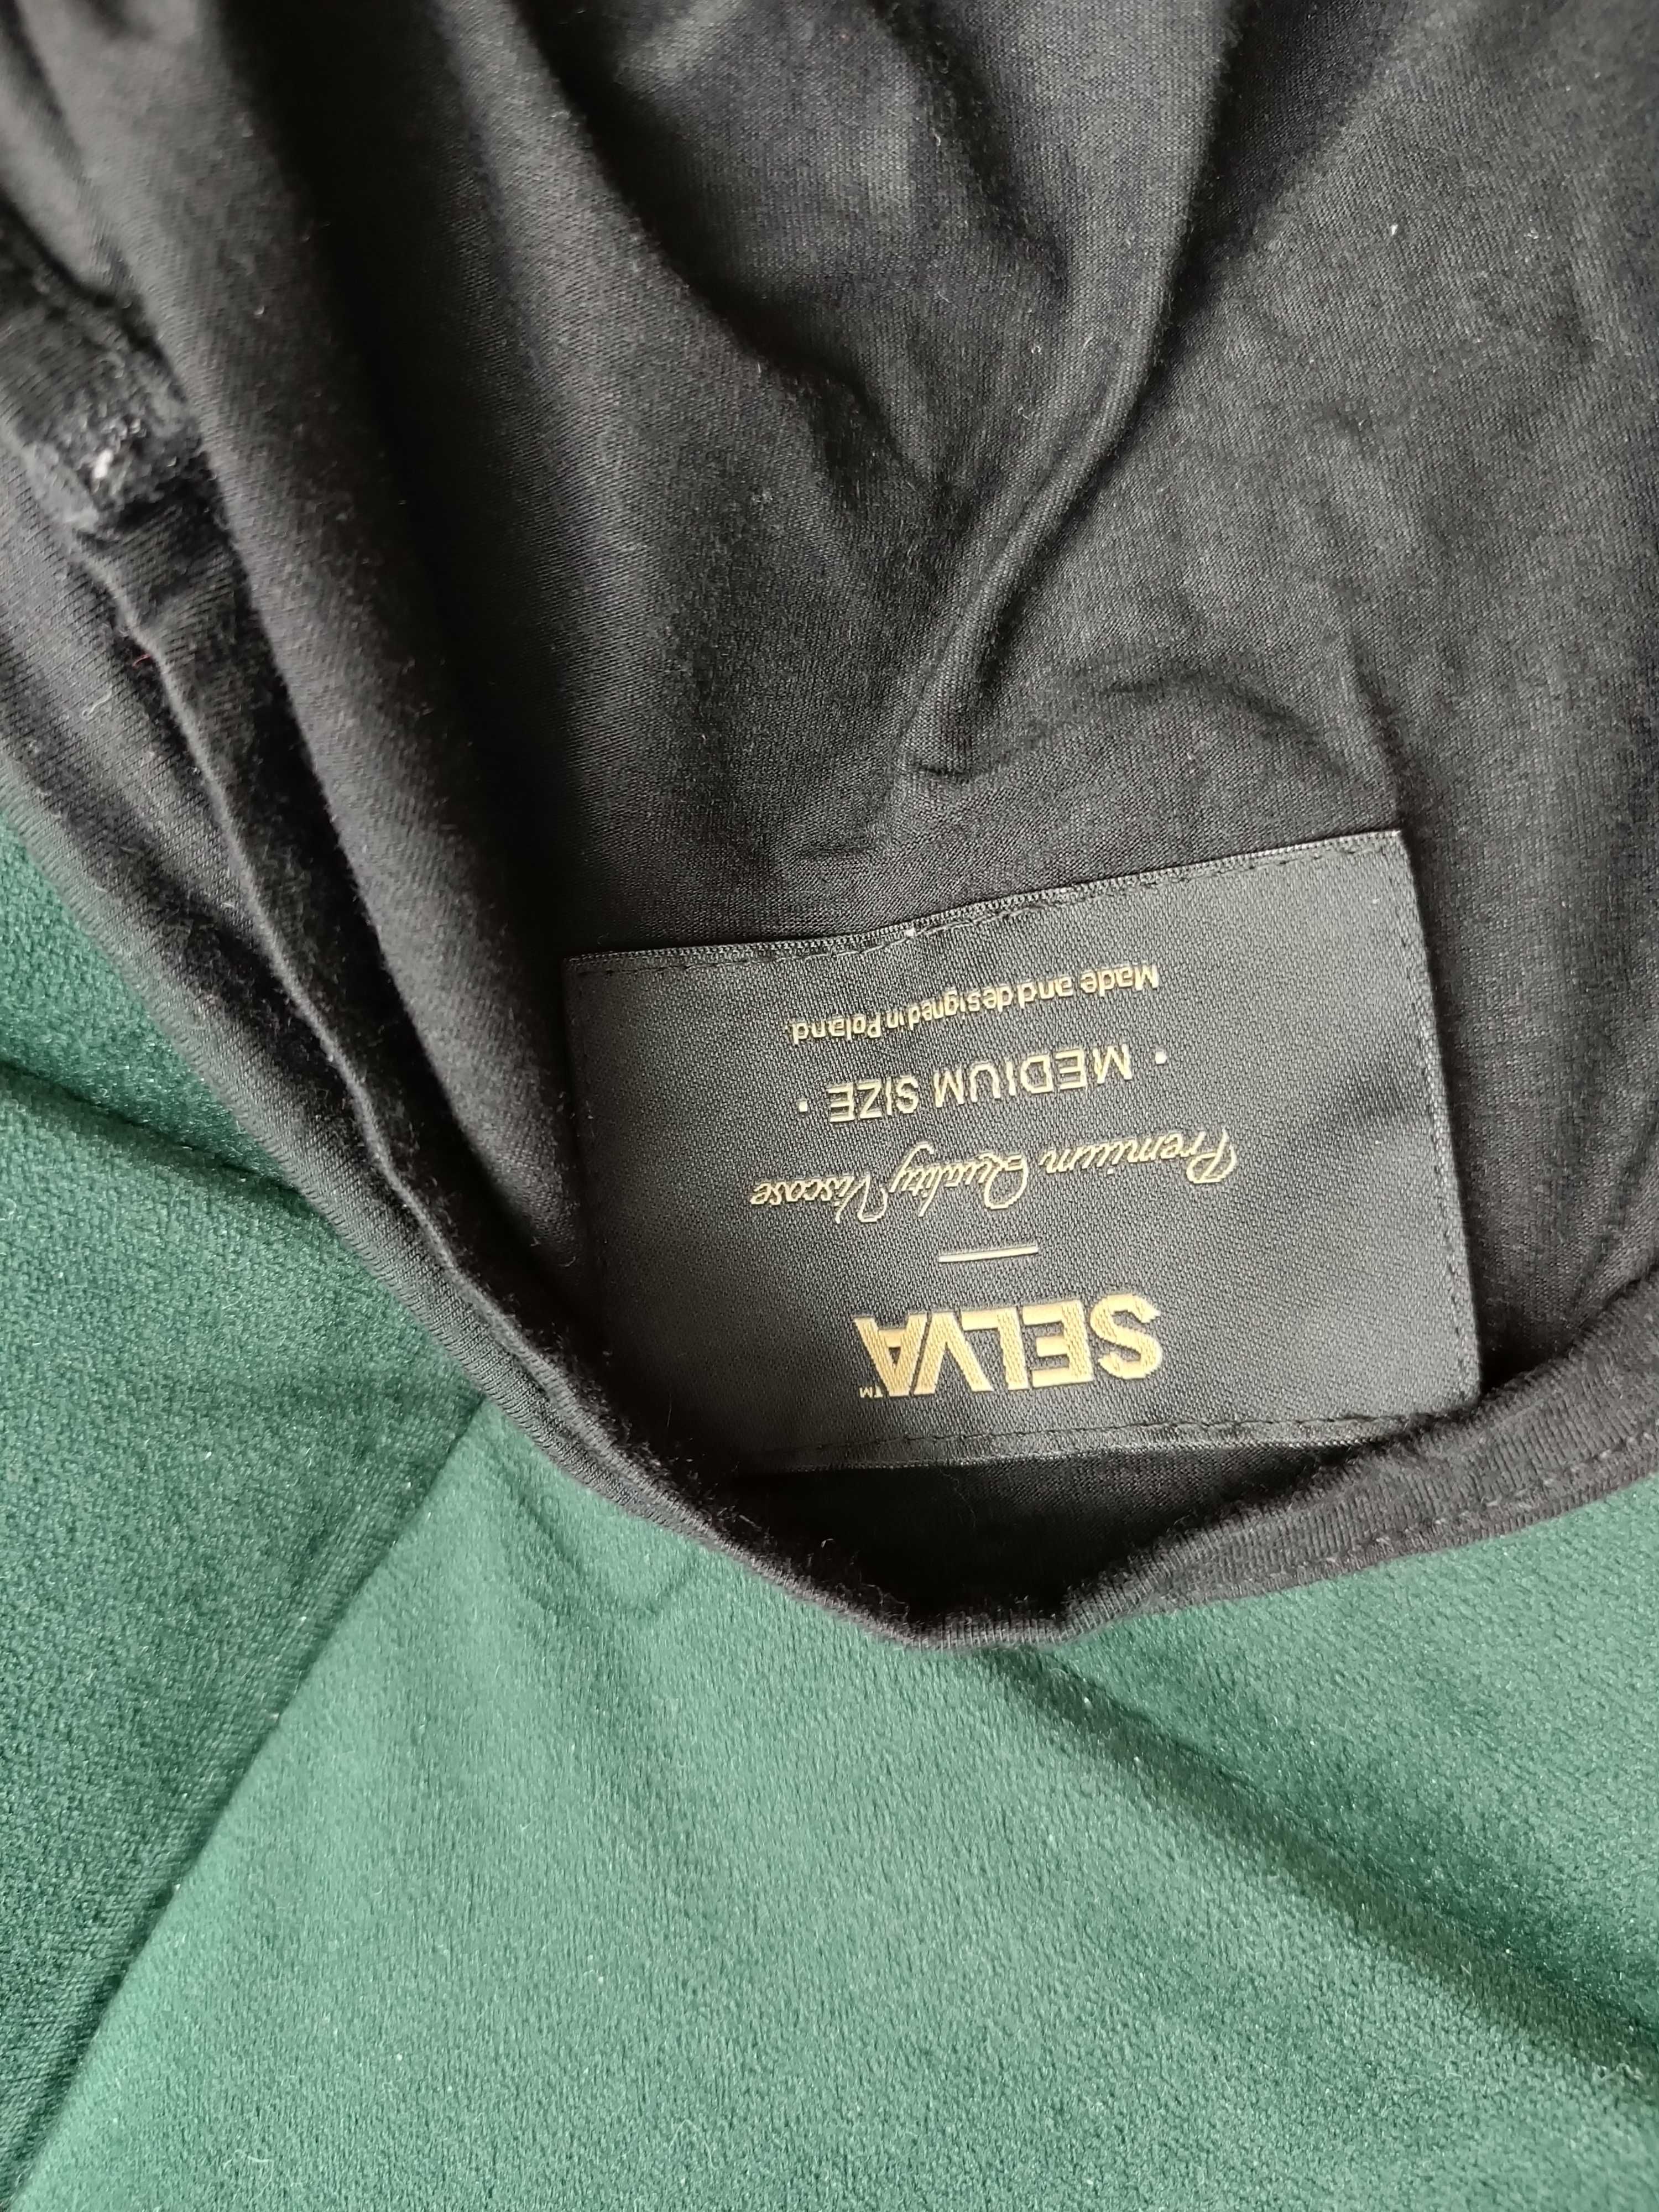 SELVA™
Premium Quality Viscose
• MEDIUM SIZE •
Made and designed in Poland.